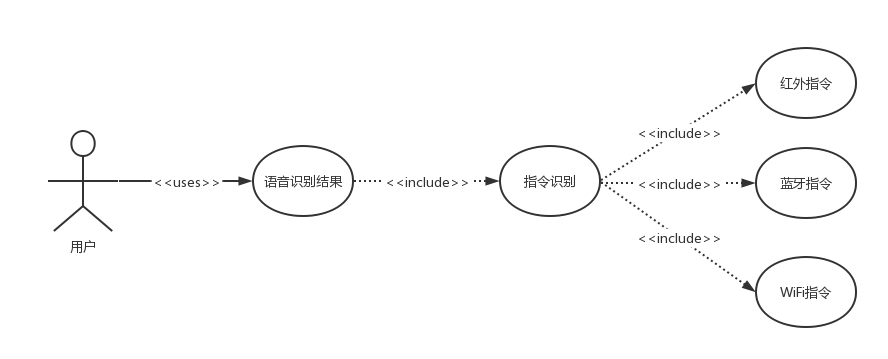 用户
<<uses>>
语音识别结果
<<include>>
指令识别
<<include>>
红外指令
<<include>>
蓝牙指令
<<include>>
WiFi指令